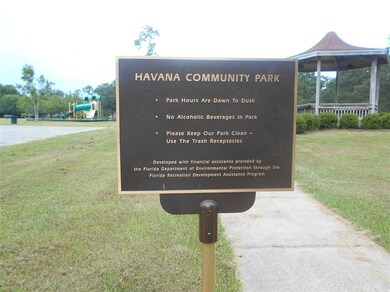 HAVANA COMMUNITY PARK
• Park Hours Are Dawn To Dusk
• No Alcoholic Beverages In Park
• Please Keep Our Park Clean –
Use The Trash Receptacles
Developed with financial assistance provided by
the Florida Department of Environmental Protection through the
Florida Recreation Development Assistance Program